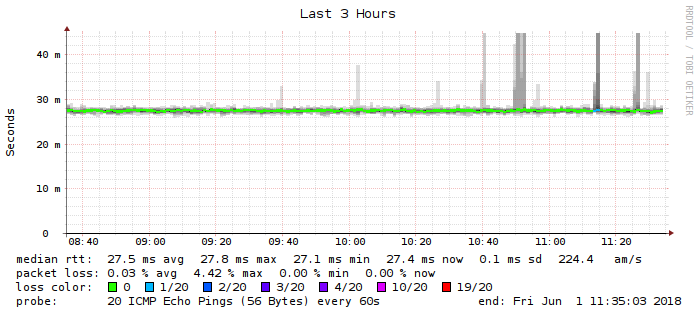 Last 3 Hours
RRDTOOL / TOBI OETIKER
Seconds
40 m
30 m
20 m
10 m
0
08:40 09:00 09:20 09:40 10:00 10:20 10:40 11:00 11:20
median rtt: 27.5 ms avg 27.8 ms max 27.1 ms min 27.4 ms now 0.1 ms sd 224.4 am/s
packet loss: 0.03 % avg 4.42 % max 0.00 % min 0.00 % now
loss color: 0 1/20 2/20 3/20 4/20 10/20 19/20
probe: 20 ICMP Echo Pings (56 Bytes) every 60s end: Fri Jun 1 11:35:03 2018